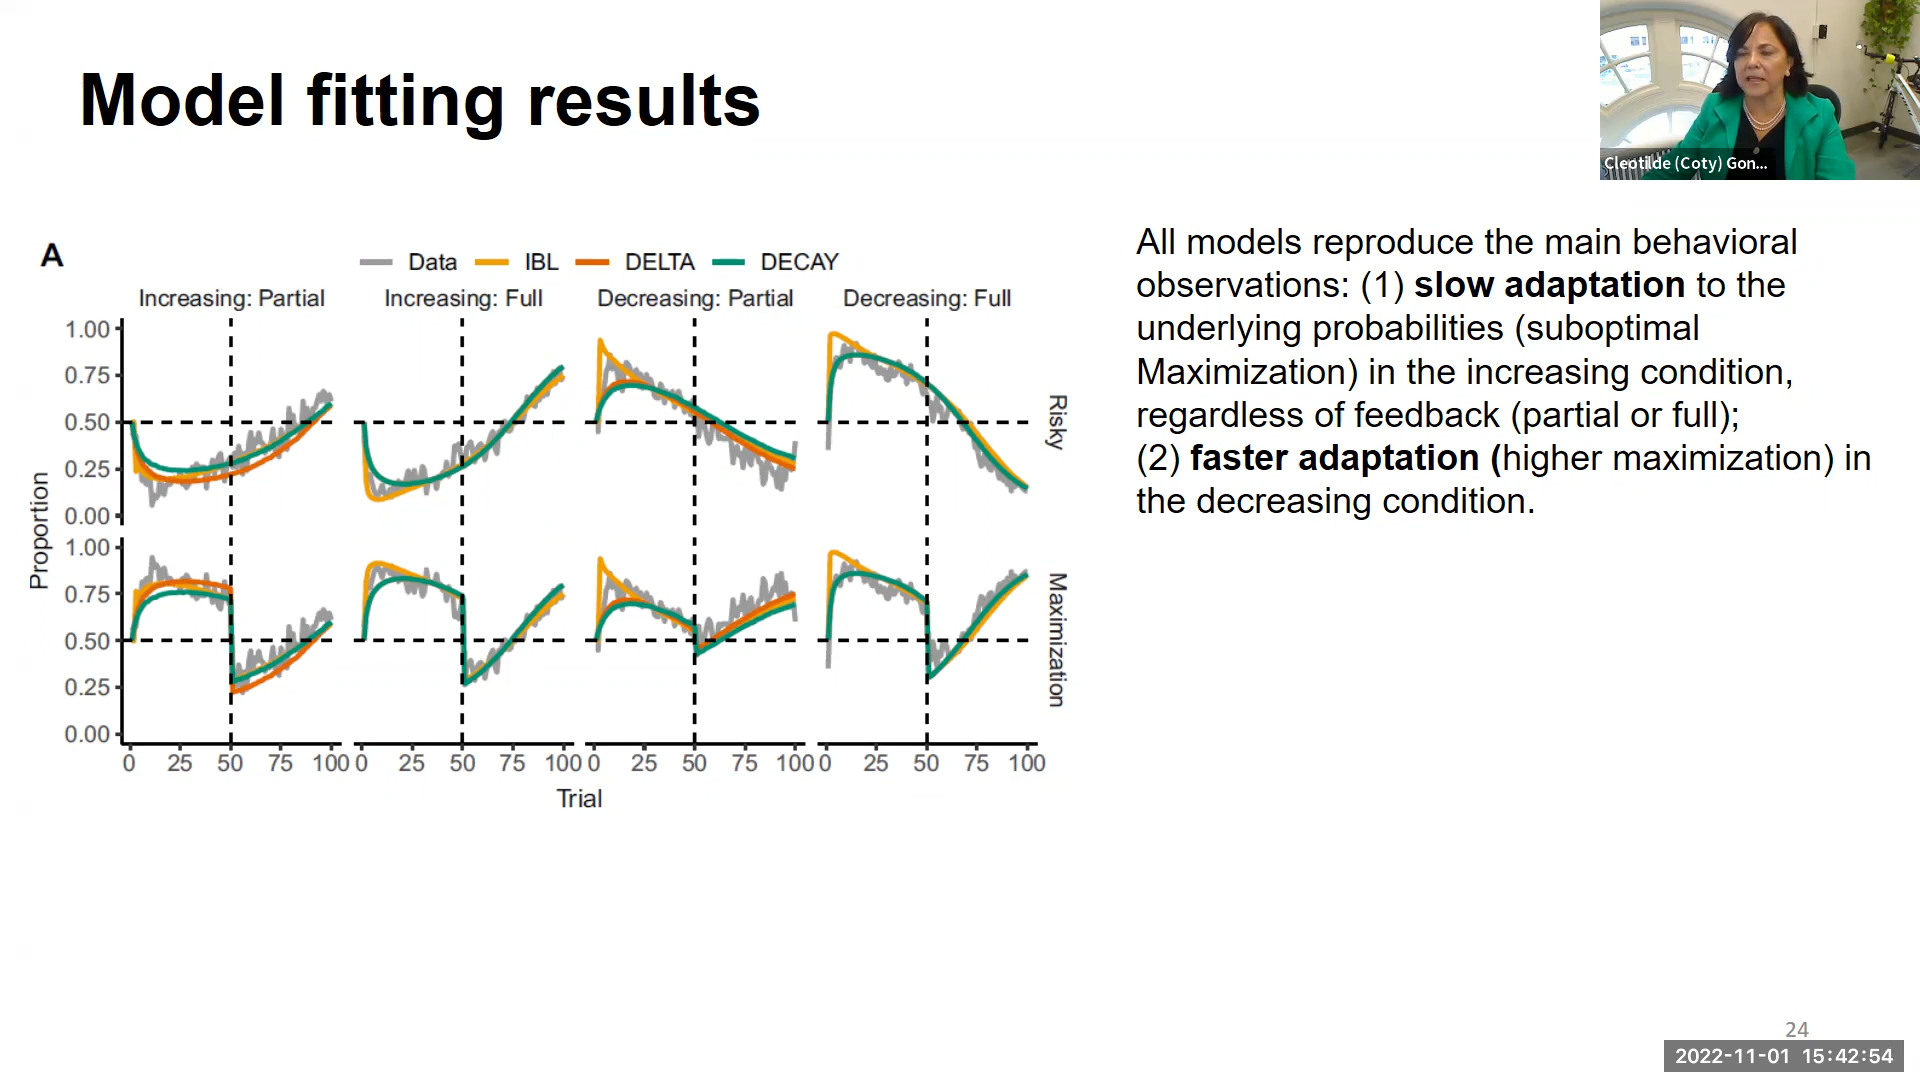 Model fitting results
Cleotilde (Coty) Gon...
A
Data IBL DELTA DECAY
Increasing: Partial Increasing: Full Decreasing: Partial Decreasing: Full
1.00
0.75
0.50
0.25
0.00
Risky
Proportion
1.00
0.75
0.50
0.25
0.00
Maximization
0 25 50 75 100 0 25 50 75 100 0 25 50 75 100 0 25 50 75 100
Trial
All models reproduce the main behavioral
observations: (1) slow adaptation to the
underlying probabilities (suboptimal
Maximization) in the increasing condition,
regardless of feedback (partial or full);
(2) faster adaptation (higher maximization) in
the decreasing condition.
24
2022-11-01 15:42:54